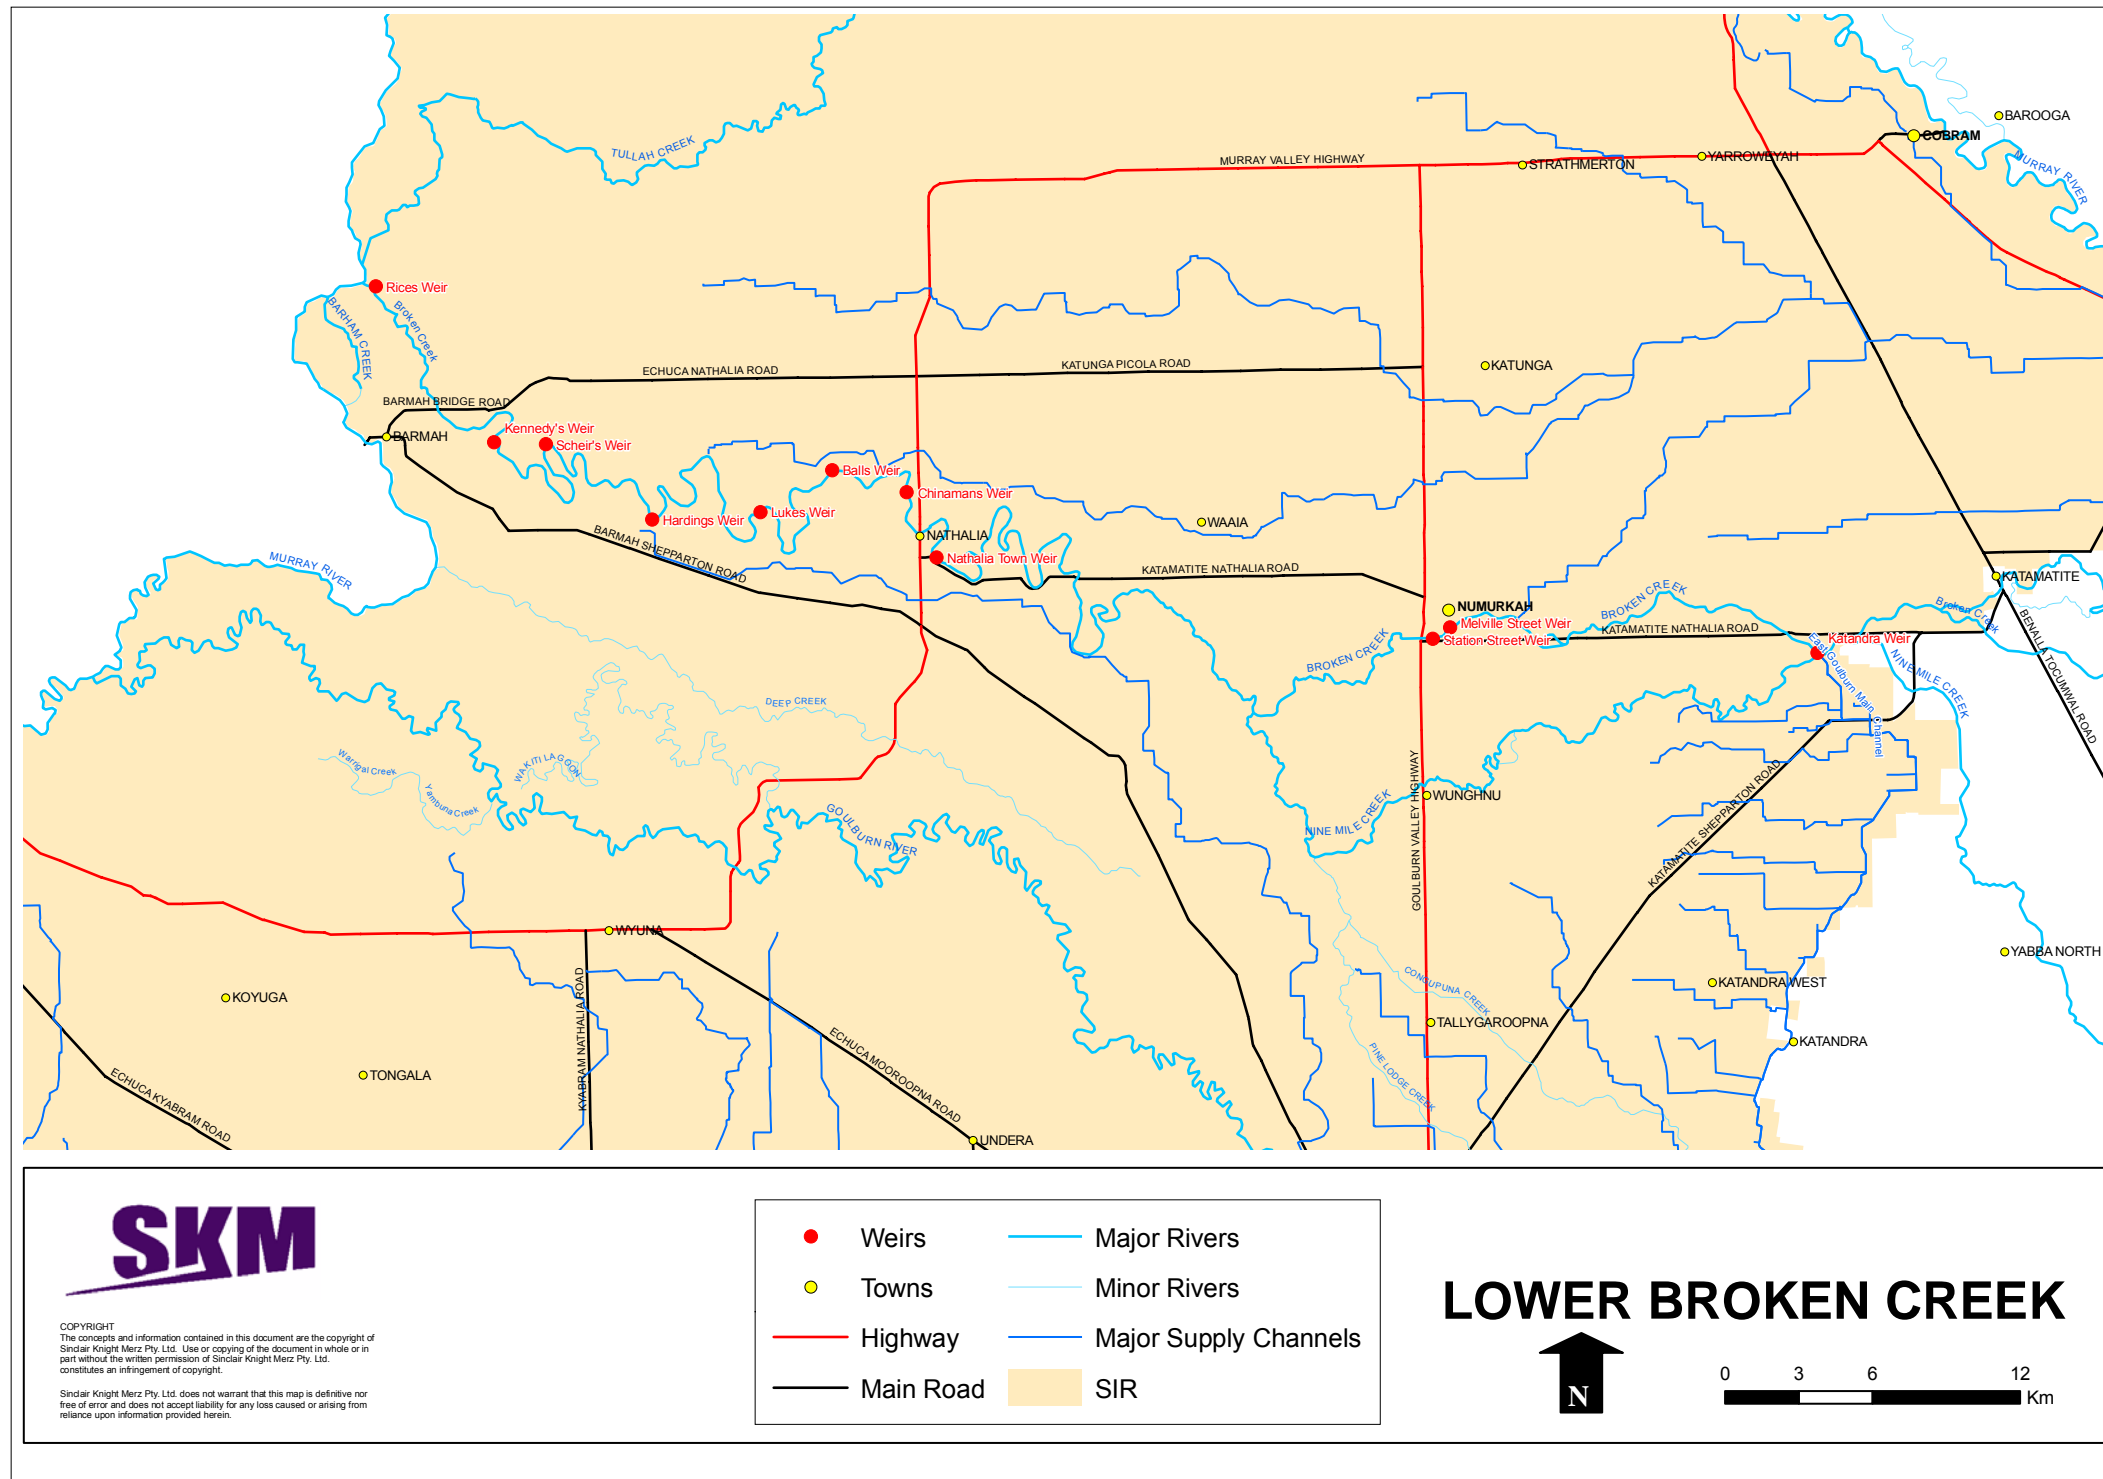 BAROOGA
COBRAM
MURRAY RIVER
TULLAH CREEK
MURRAY VALLEY HIGHWAY
STRATHMERTON
YARROWEYAH
Rices Weir
BARHAM CREEK
Broken Creek
ECHUCA NATHALIA ROAD
KATUNGA PICOLA ROAD
KATUNGA
BARMAH BRIDGE ROAD
BARMAH
Kennedy's Weir
Scheir's Weir
Balls Weir
Chinamans Weir
Hardings Weir
Lukes Weir
WAAIA
NATHALIA
BARMAH SHEPPARTON ROAD
Nathalia Town Weir
KATAMATITE NATHALIA ROAD
MURRAY RIVER
KATAMATITE
BROKEN CREEK
NUMURKAH
Melville Street Weir
Station Street Weir
KATAMATITE NATHALIA ROAD
Broken Creek
Katandra Weir
BROKEN CREEK
East Goulburn Main Channel
NINE MILE CREEK
BENALLA TOCUMWAL ROAD
DEEP CREEK
Warrigal Creek
WAKITI LAGOON
Yambuna Creek
GOULBURN RIVER
GOULBURN VALLEY HIGHWAY
WUNGHNU
NINE MILE CREEK
KATAMATITE SHEPPARTON ROAD
WYUNA
YABBA NORTH
KOYUGA
KYABRAM NATHALIA ROAD
CONGUPUNA CREEK
KATANDRA WEST
TALLYGAROOPNA
KATANDRA
ECHUCA MOOROOPNA ROAD
PINE LODGE CREEK
TONGALA
ECHUCA KYABRAM ROAD
UNDERA
SKM
COPYRIGHT
The concepts and information contained in this document are the copyright of
Sinclair Knight Merz Pty. Ltd. Use or copying of the document in whole or in
part without the written permission of Sinclair Knight Merz Pty. Ltd.
constitutes an infringement of copyright.
Sinclair Knight Merz Pty. Ltd. does not warrant that this map is definitive nor
free of error and does not accept liability for any loss caused or arising from
reliance upon information provided herein.
Weirs
Towns
Highway
Main Road
Major Rivers
Minor Rivers
Major Supply Channels
SIR
LOWER BROKEN CREEK
N
0 3 6 12
Km